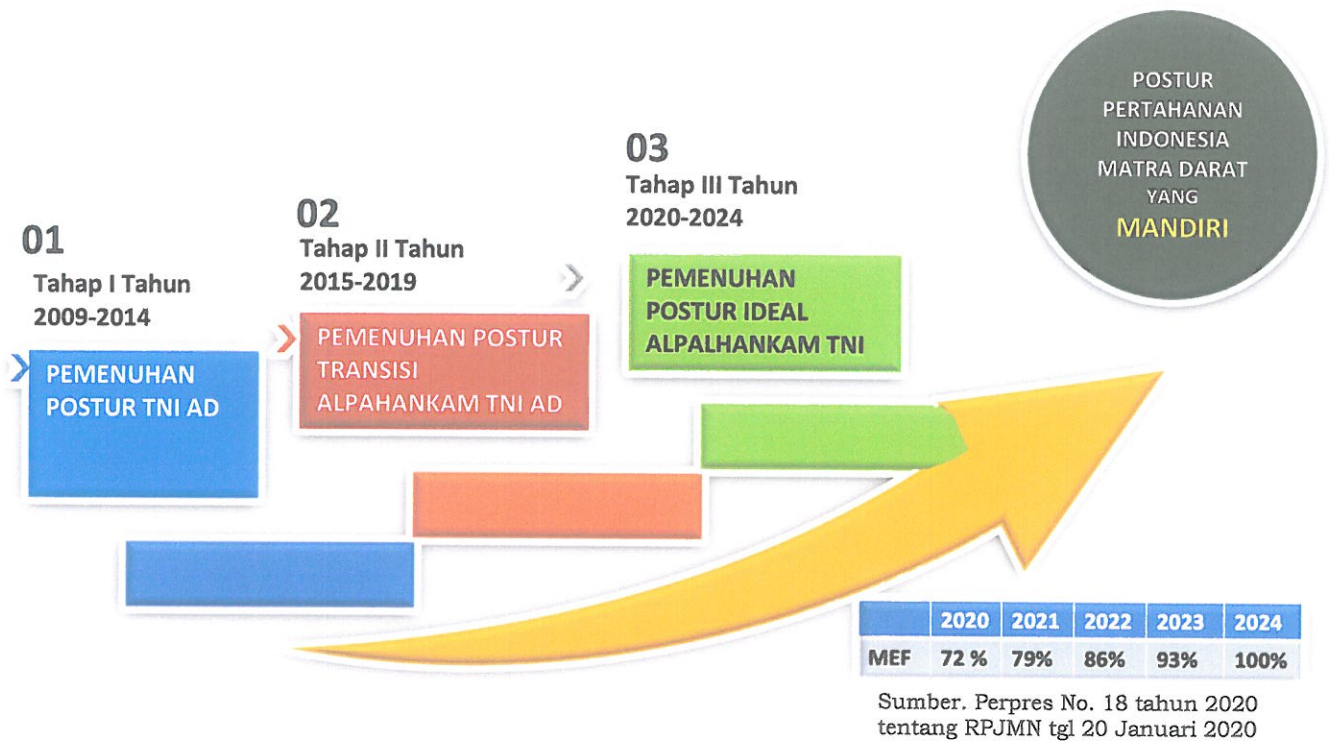 01
Tahap I Tahun
2009-2014
PEMENUHAN
POSTUR TNI AD
02
Tahap II Tahun
2015-2019
PEMENUHAN POSTUR
TRANSISI
ALPAHANKAM TNI AD
03
Tahap III Tahun
2020-2024
PEMENUHAN
POSTUR IDEAL
ALPALHANKAM TNI
POSTUR
PERTAHANAN
INDONESIA
MATRA DARAT
YANG
MANDIRI
2020 2021 2022 2023 2024
MEF 72 % 79% 86% 93% 100%
Sumber. Perpres No. 18 tahun 2020
tentang RPJMN tgl 20 Januari 2020